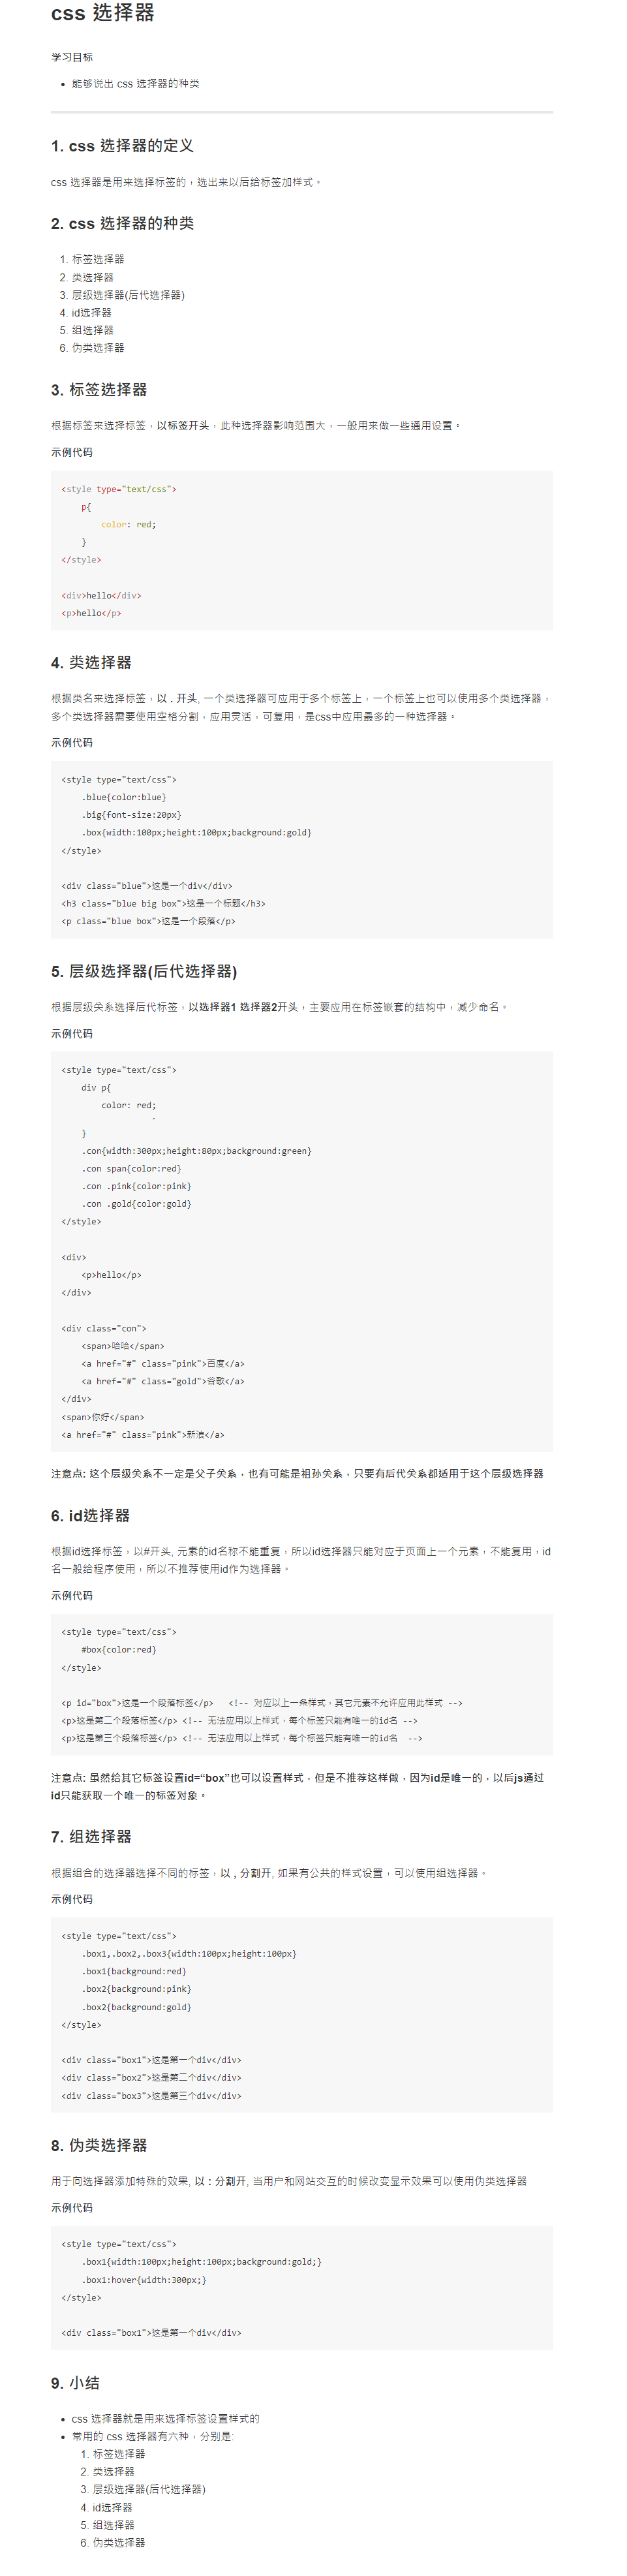 css 选择器
学习目标
• 能够说出 css 选择器的种类
1. css 选择器的定义
css 选择器是用来选择标签的，选出来以后给标签加样式。
2. css 选择器的种类
1. 标签选择器
2. 类选择器
3. 层级选择器(后代选择器)
4. id选择器
5. 组选择器
6. 伪类选择器
3. 标签选择器
根据标签来选择标签，以标签开头，此种选择器影响范围大，一般用来做一些通用设置。
示例代码
<style type="text/css">
    p{
        color: red;
    }
</style>

<div>hello</div>
<p>hello</p>
4. 类选择器
根据类名来选择标签，以 . 开头, 一个类选择器可应用于多个标签上，一个标签上也可以使用多个类选择器，
多个类选择器需要使用空格分割，应用灵活，可复用，是css中应用最多的一种选择器。
示例代码
<style type="text/css">
    .blue{color:blue}
    .big{font-size:20px}
    .box{width:100px;height:100px;background:gold}
</style>

<div class="blue">这是一个div</div>
<h3 class="blue big box">这是一个标题</h3>
<p class="blue box">这是一个段落</p>
5. 层级选择器(后代选择器)
根据层级关系选择后代标签，以选择器1 选择器2开头，主要应用在标签嵌套的结构中，减少命名。
示例代码
<style type="text/css">
    div p{
        color: red;
    }
    .con{width:300px;height:80px;background:green}
    .con span{color:red}
    .con .pink{color:pink}
    .con .gold{color:gold}
</style>

<div>
    <p>hello</p>
</div>

<div class="con">
    <span>哈哈</span>
    <a href="#" class="pink">百度</a>
    <a href="#" class="gold">谷歌</a>
</div>
<span>你好</span>
<a href="#" class="pink">新浪</a>
注意点: 这个层级关系不一定是父子关系，也有可能是祖孙关系，只要有后代关系都适用于这个层级选择器
6. id选择器
根据id选择标签，以#开头, 元素的id名称不能重复，所以id选择器只能对应于页面上一个元素，不能复用，id
名一般给程序使用，所以不推荐使用id作为选择器。
示例代码
<style type="text/css">
    #box{color:red}
</style>

<p id="box">这是一个段落标签</p>   <!-- 对应以上一条样式，其它元素不允许应用此样式 -->
<p>这是第二个段落标签</p> <!-- 无法应用以上样式，每个标签只能有唯一的id名 -->
<p>这是第三个段落标签</p> <!-- 无法应用以上样式，每个标签只能有唯一的id名  -->
注意点: 虽然给其它标签设置id=“box”也可以设置样式，但是不推荐这样做，因为id是唯一的，以后js通过
id只能获取一个唯一的标签对象。
7. 组选择器
根据组合的选择器选择不同的标签，以 , 分割开, 如果有公共的样式设置，可以使用组选择器。
示例代码
<style type="text/css">
    .box1,.box2,.box3{width:100px;height:100px}
    .box1{background:red}
    .box2{background:pink}
    .box2{background:gold}
</style>

<div class="box1">这是第一个div</div>
<div class="box2">这是第二个div</div>
<div class="box3">这是第三个div</div>
8. 伪类选择器
用于向选择器添加特殊的效果, 以 : 分割开, 当用户和网站交互的时候改变显示效果可以使用伪类选择器
示例代码
<style type="text/css">
    .box1{width:100px;height:100px;background:gold;}
    .box1:hover{width:300px;}
</style>

<div class="box1">这是第一个div</div>
9. 小结
• css 选择器就是用来选择标签设置样式的
• 常用的 css 选择器有六种，分别是:
1. 标签选择器
2. 类选择器
3. 层级选择器(后代选择器)
4. id选择器
5. 组选择器
6. 伪类选择器